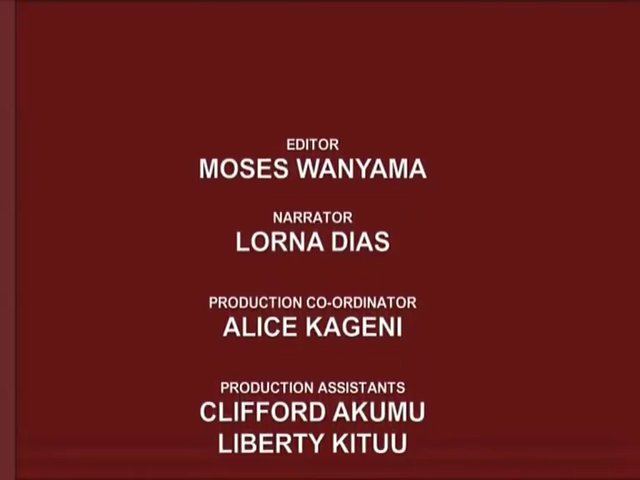 EDITOR
MOSES WANYAMA
NARRATOR
LORNA DIAS
PRODUCTION CO-ORDINATOR
ALICE KAGENI
PRODUCTION ASSISTANTS
CLIFFORD AKUMU
LIBERTY KITUU